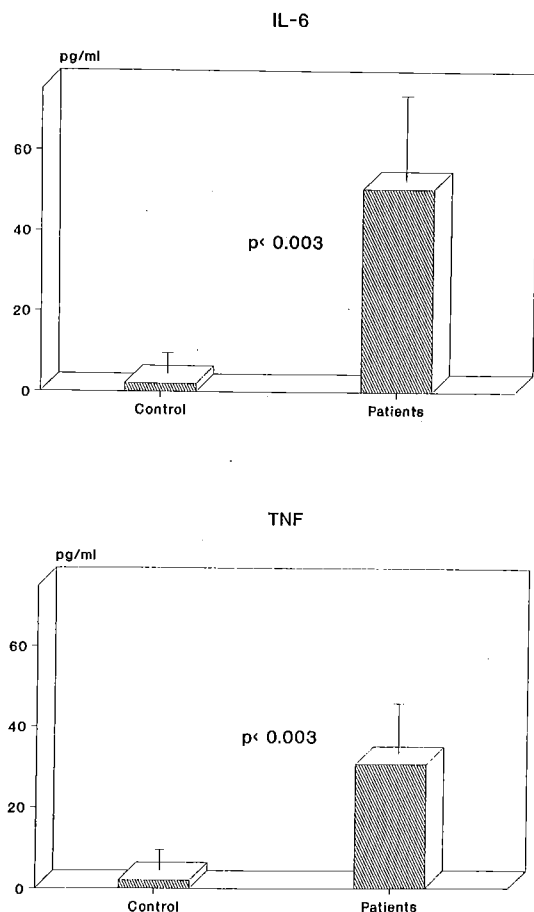 IL-6
pg/ml
60
40
20
0
p< 0.003
Control
Patients
TNF
pg/ml
60
40
20
0
p< 0.003
Control
Patients